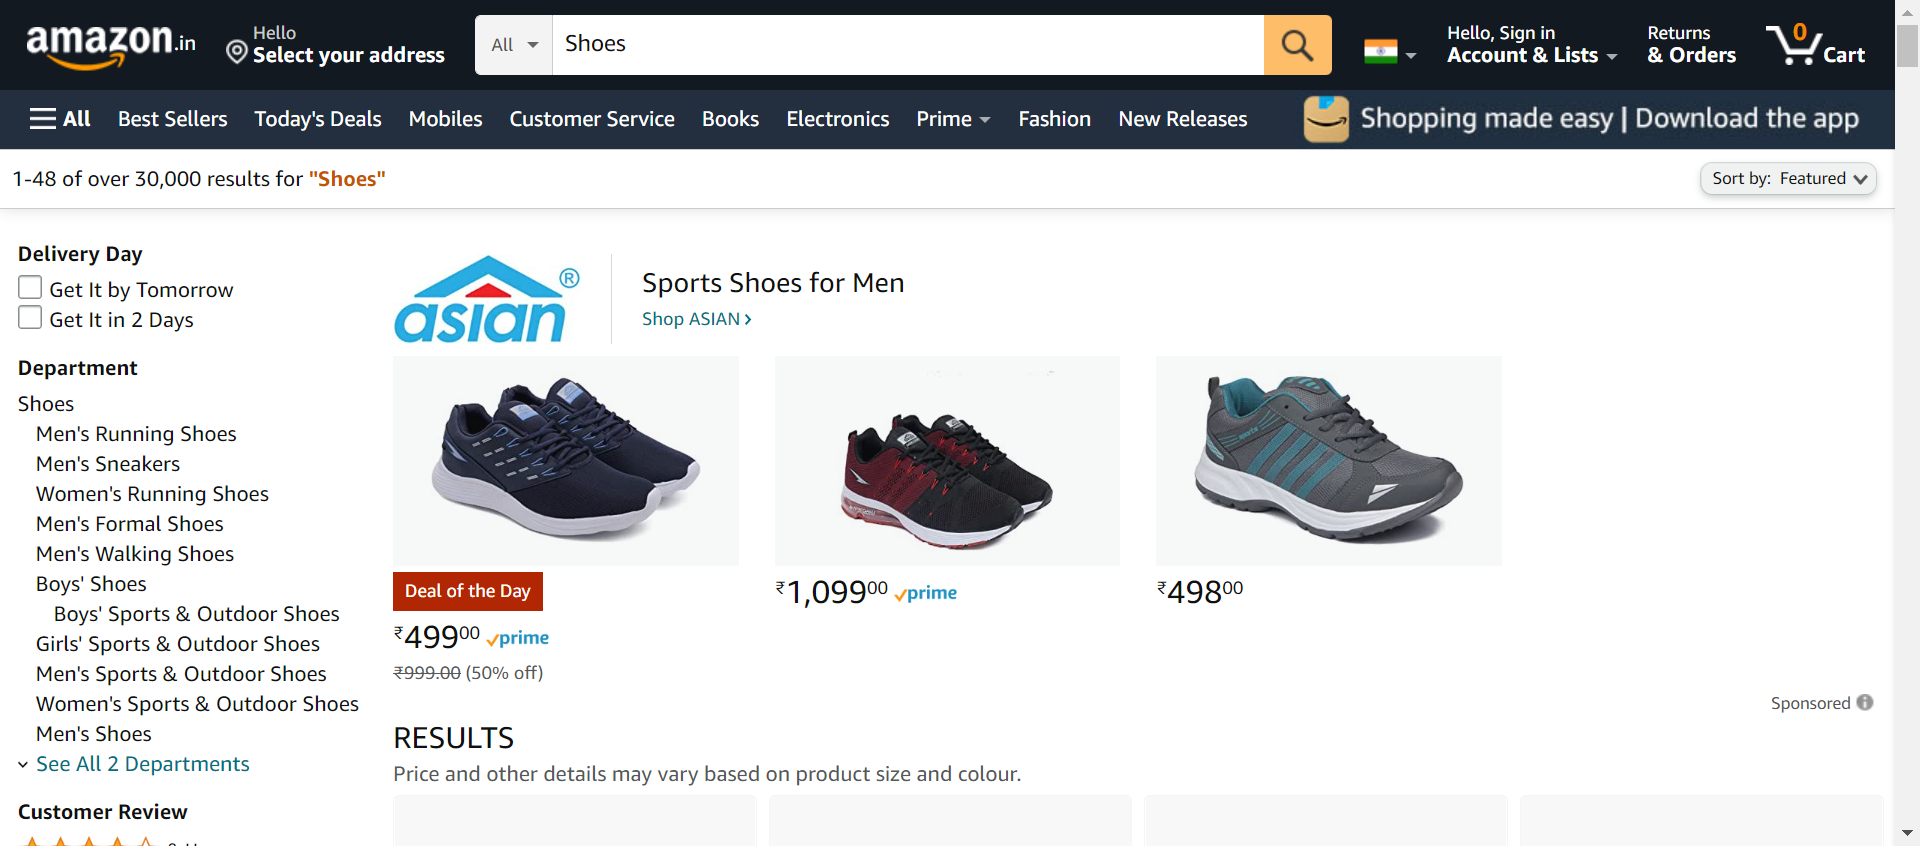 amazon.in
Hello
Select your address
All
Shoes
Hello, Sign in
Account & Lists
Returns
& Orders
0
Cart
All
Best Sellers
Today's Deals
Mobiles
Customer Service
Books
Electronics
Prime
Fashion
New Releases
Shopping made easy | Download the app
1-48 of over 30,000 results for "Shoes"
Sort by: Featured
Delivery Day
Get It by Tomorrow
Get It in 2 Days
Department
Shoes
Men's Running Shoes
Men's Sneakers
Women's Running Shoes
Men's Formal Shoes
Men's Walking Shoes
Boys' Shoes
Boys' Sports & Outdoor Shoes
Girls' Sports & Outdoor Shoes
Men's Sports & Outdoor Shoes
Women's Sports & Outdoor Shoes
Men's Shoes
See All 2 Departments
Customer Review
asian®
Sports Shoes for Men
Shop ASIAN ›
Deal of the Day
₹49900 prime
₹999.00 (50% off)
₹1,09900 prime
₹49800
Sponsored
RESULTS
Price and other details may vary based on product size and colour.